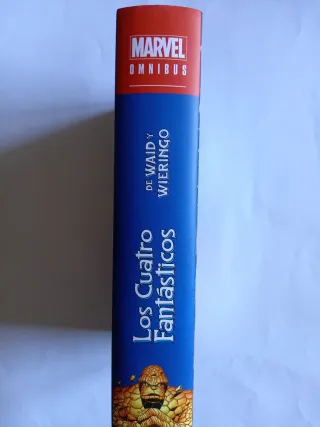 MARVEL
OMNIBUS
DE WAID Y
WIERINGO
Los Cuatro
Fantásticos